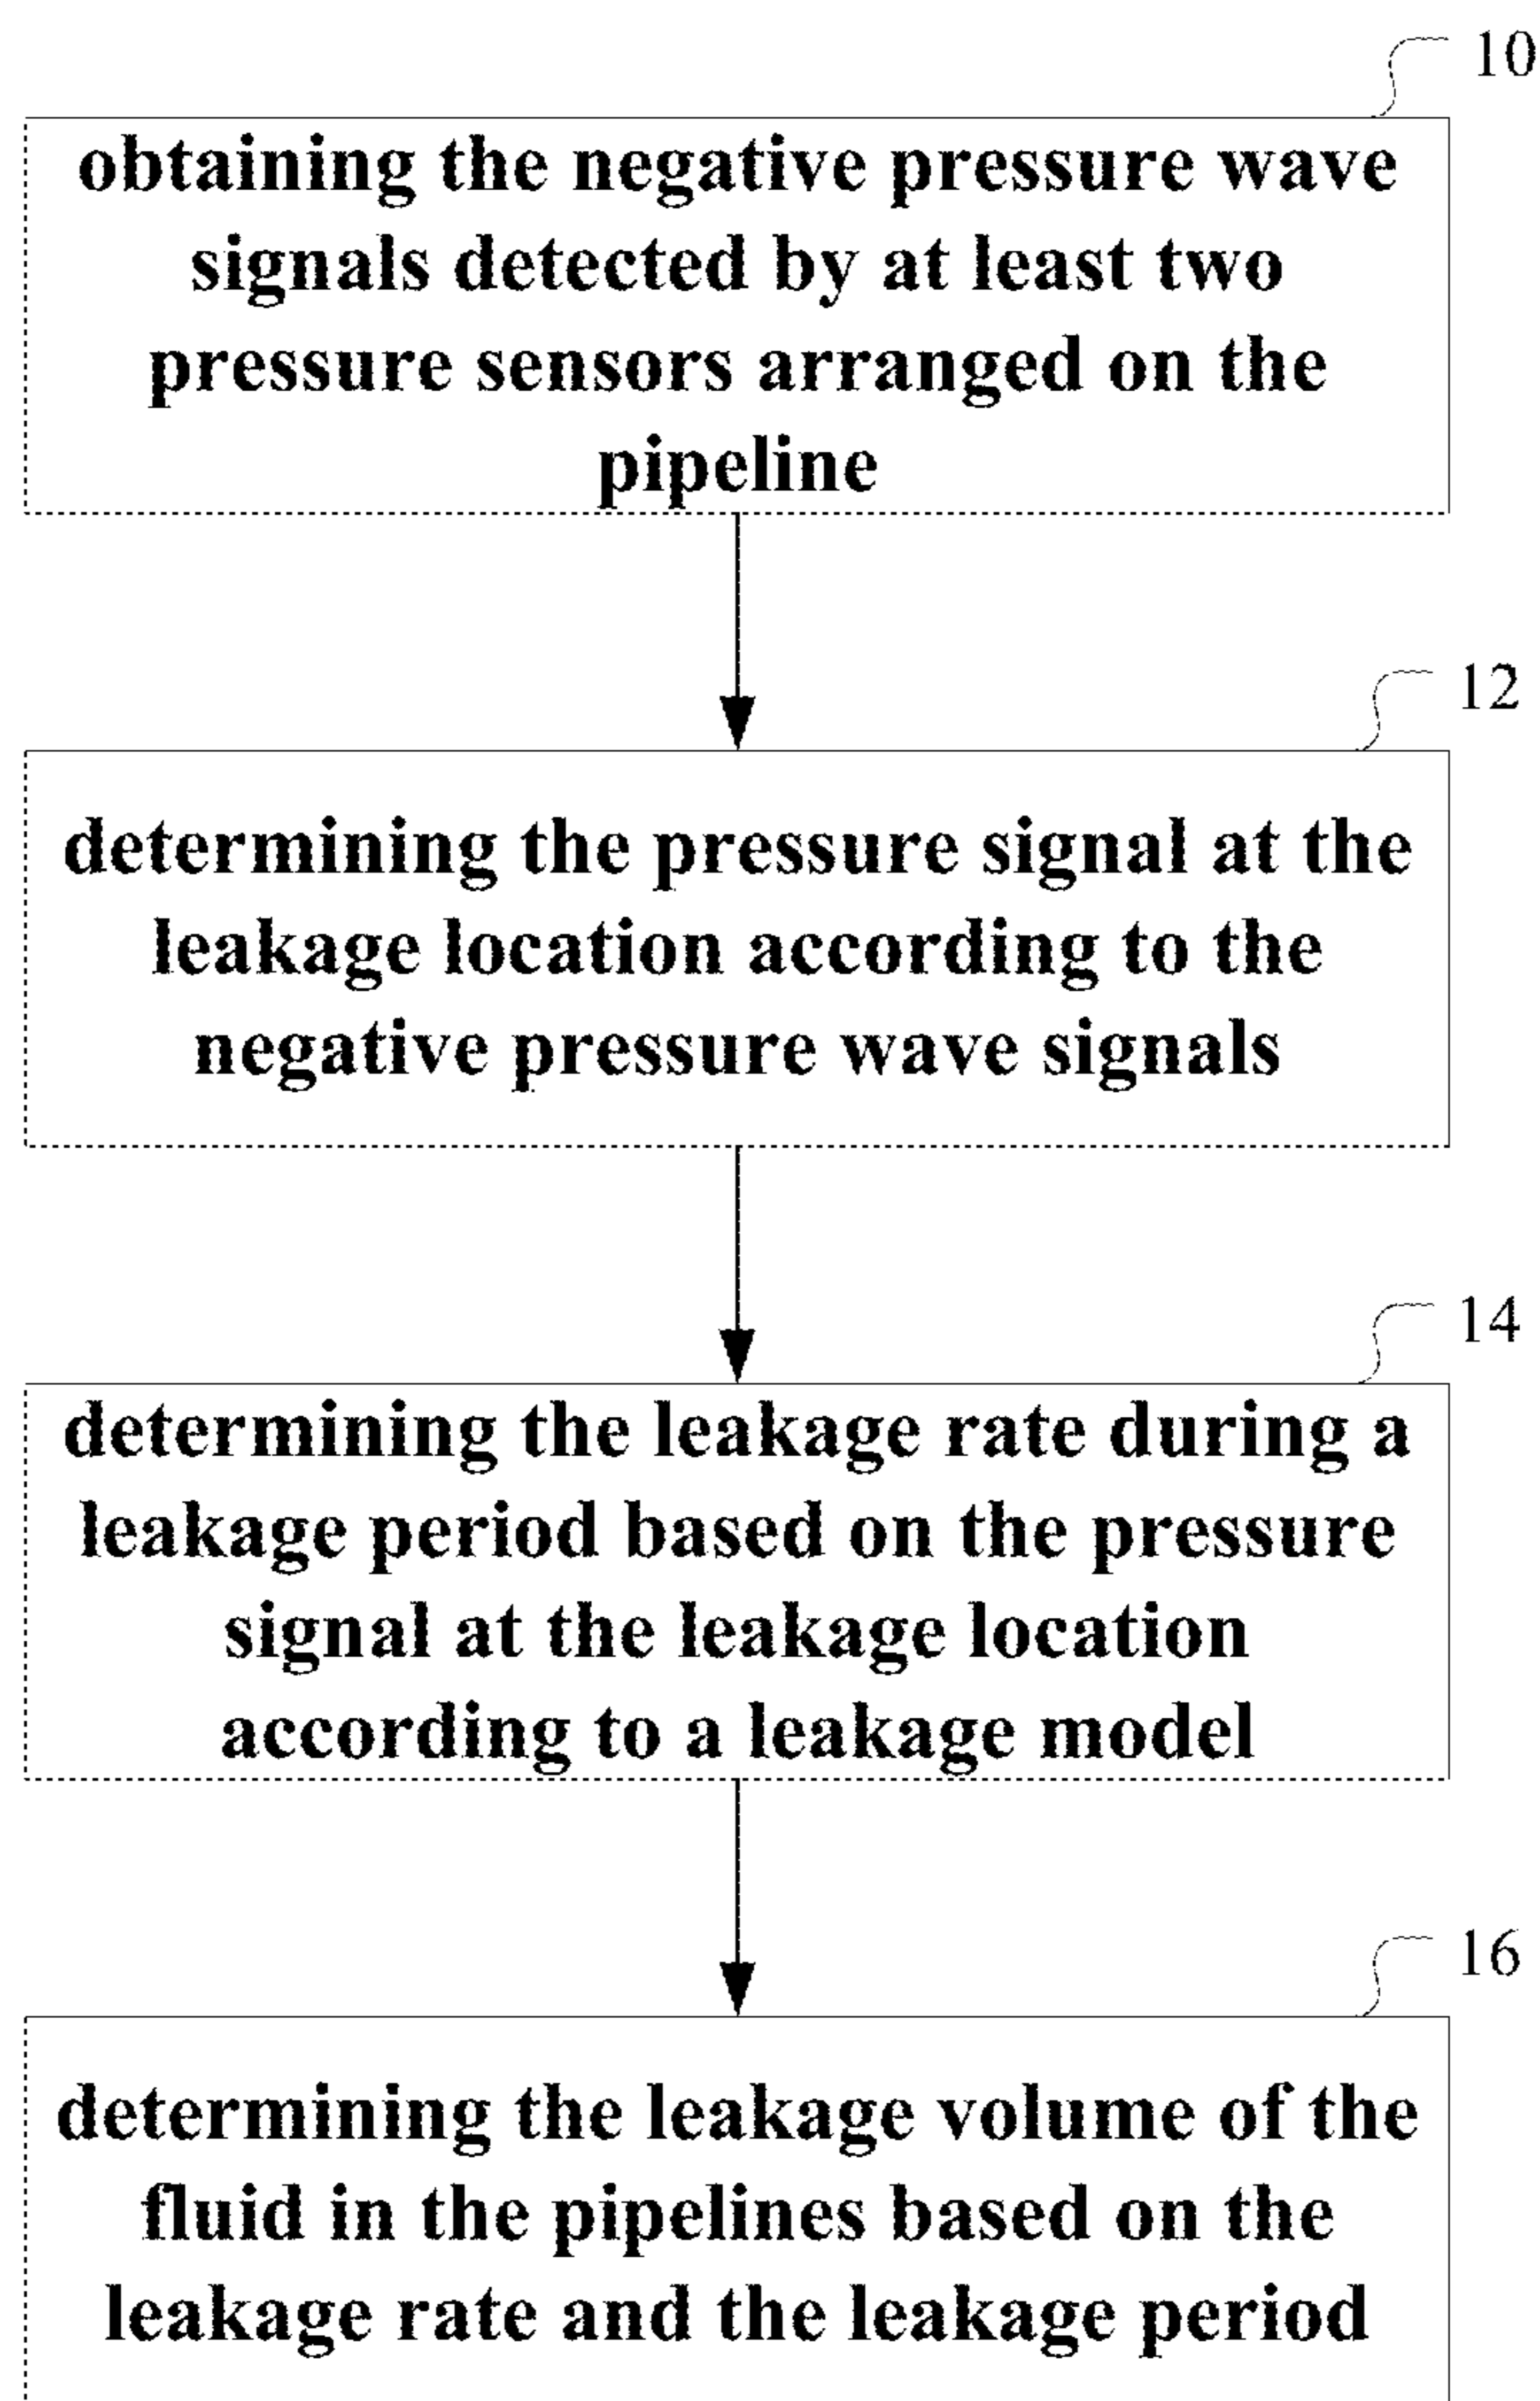 10
obtaining the negative pressure wave
signals detected by at least two
pressure sensors arranged on the
pipeline
12
determining the pressure signal at the
leakage location according to the
negative pressure wave signals
14
determining the leakage rate during a
leakage period based on the pressure
signal at the leakage location
according to a leakage model
16
determining the leakage volume of the
fluid in the pipelines based on the
leakage rate and the leakage period